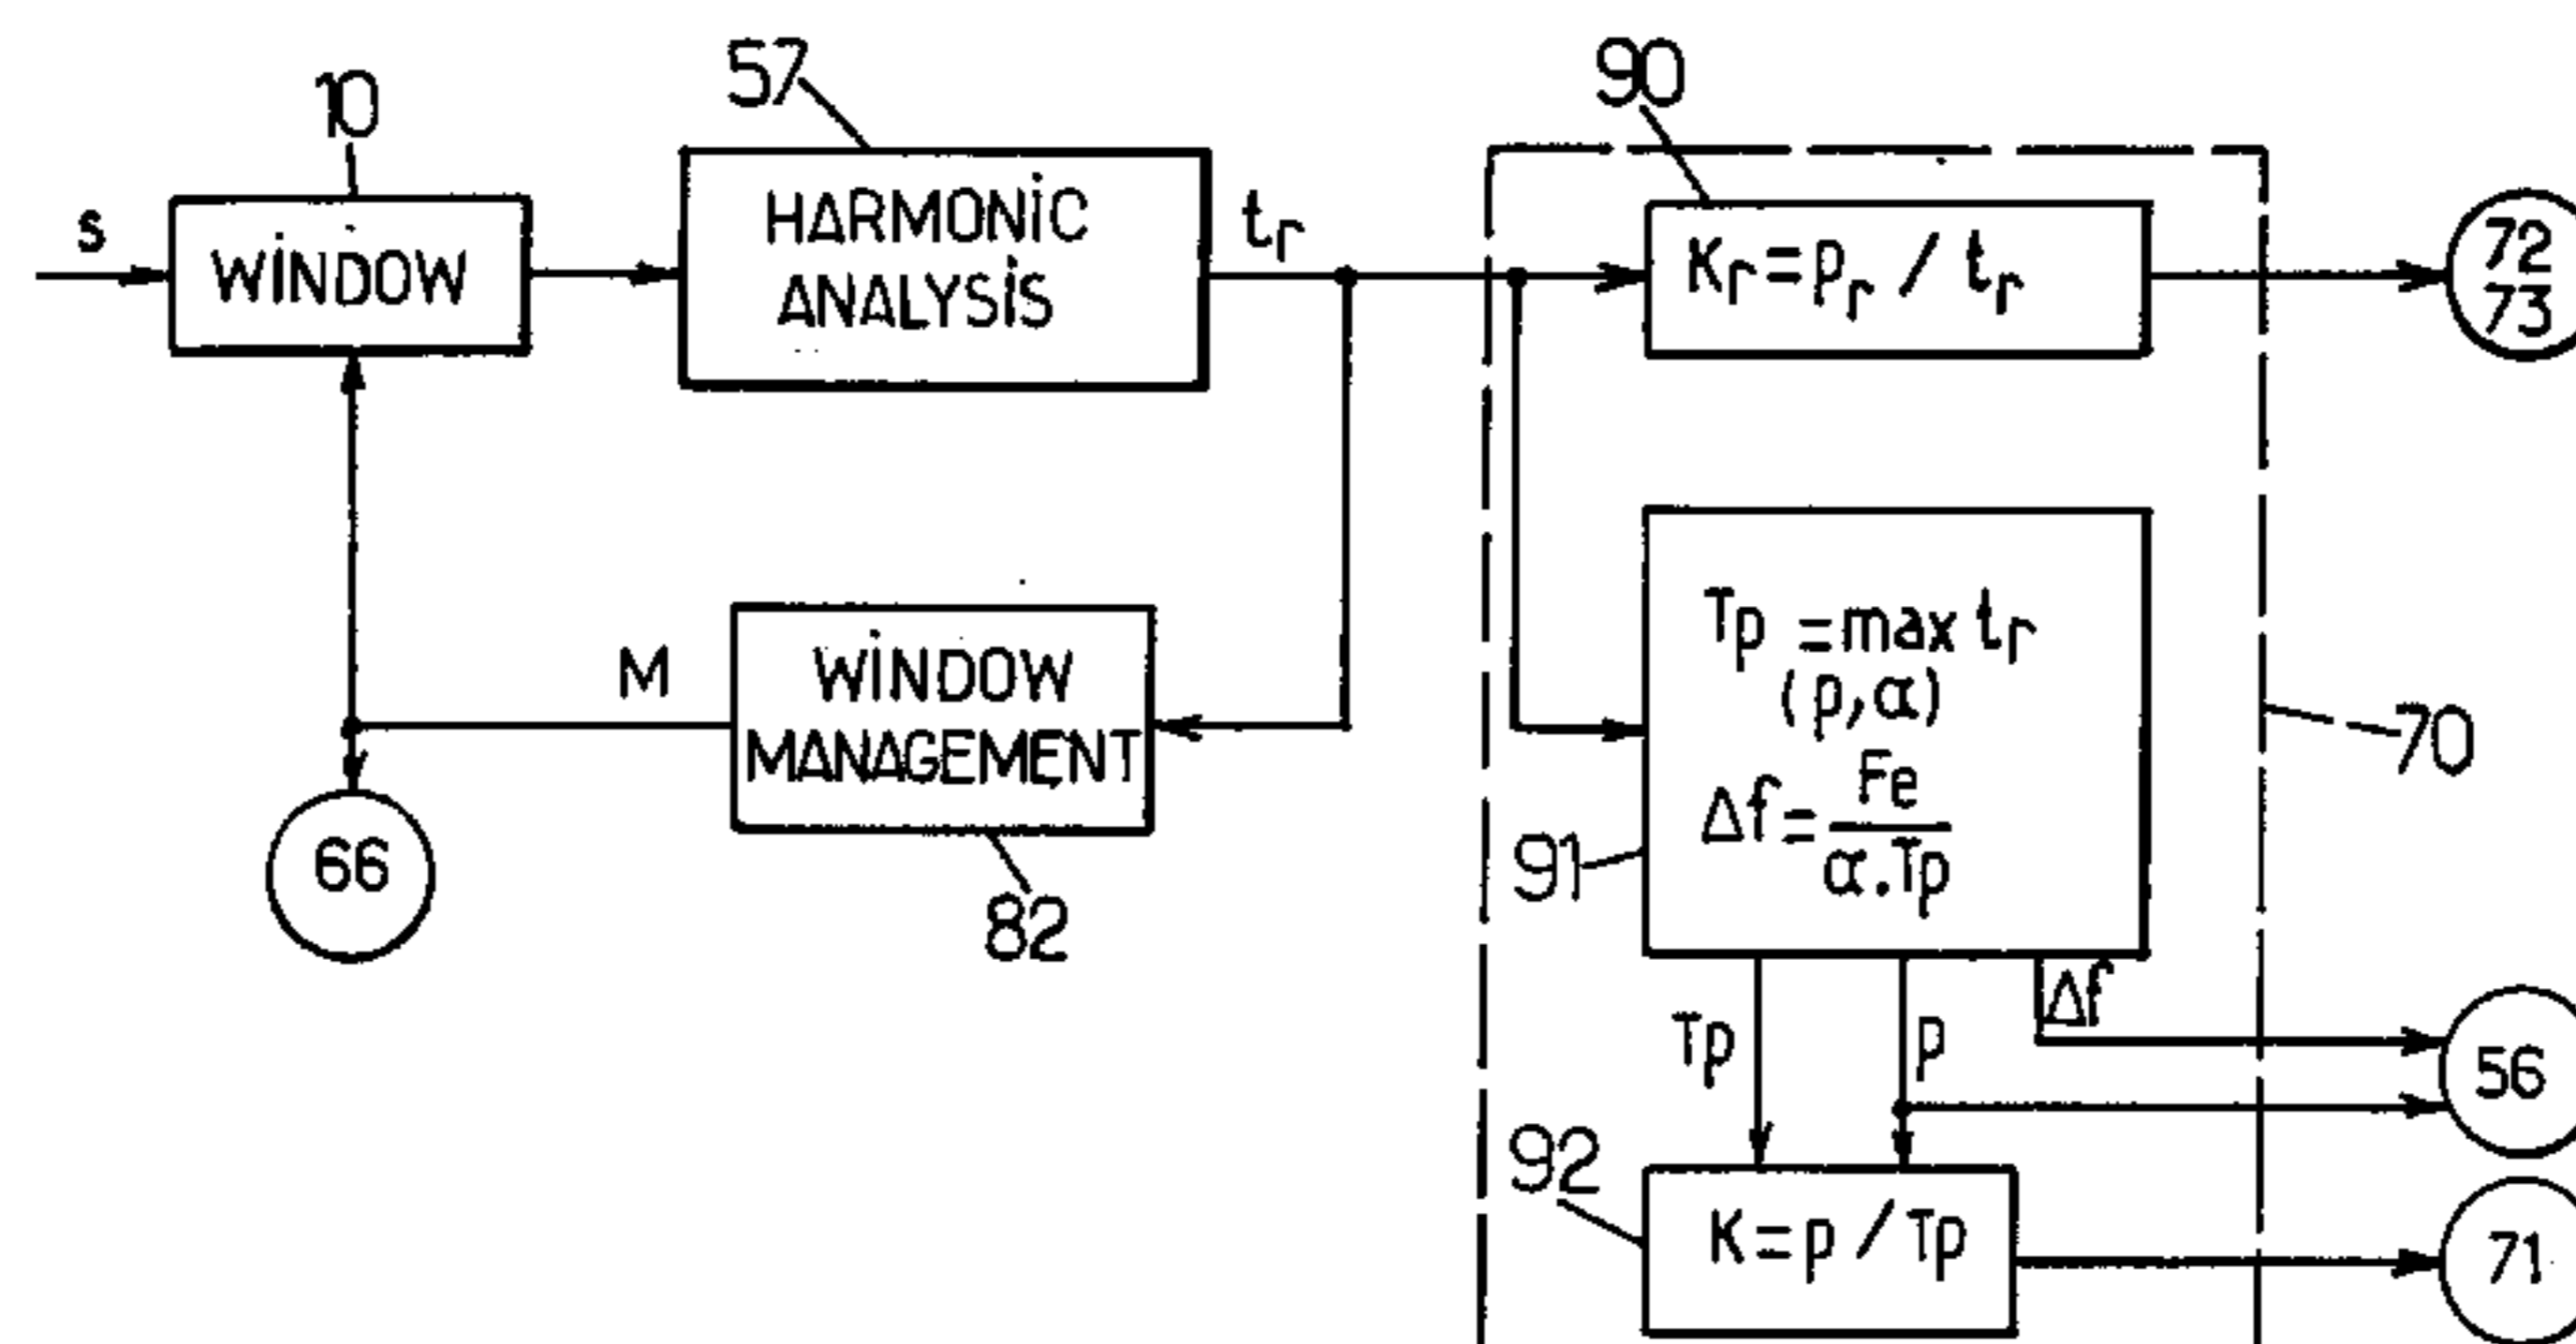 57
90
10
s
WiNDOW
HARMONiC
ANALYSiS
tr
Kr = pr / tr
72
73
M
WiNDOW
MANAGEMENT
Tp = max tr
(p, α)
Δf = Fe
α.Tp
70
66
91
82
Δf
Tp
p
56
92
K = p / Tp
71